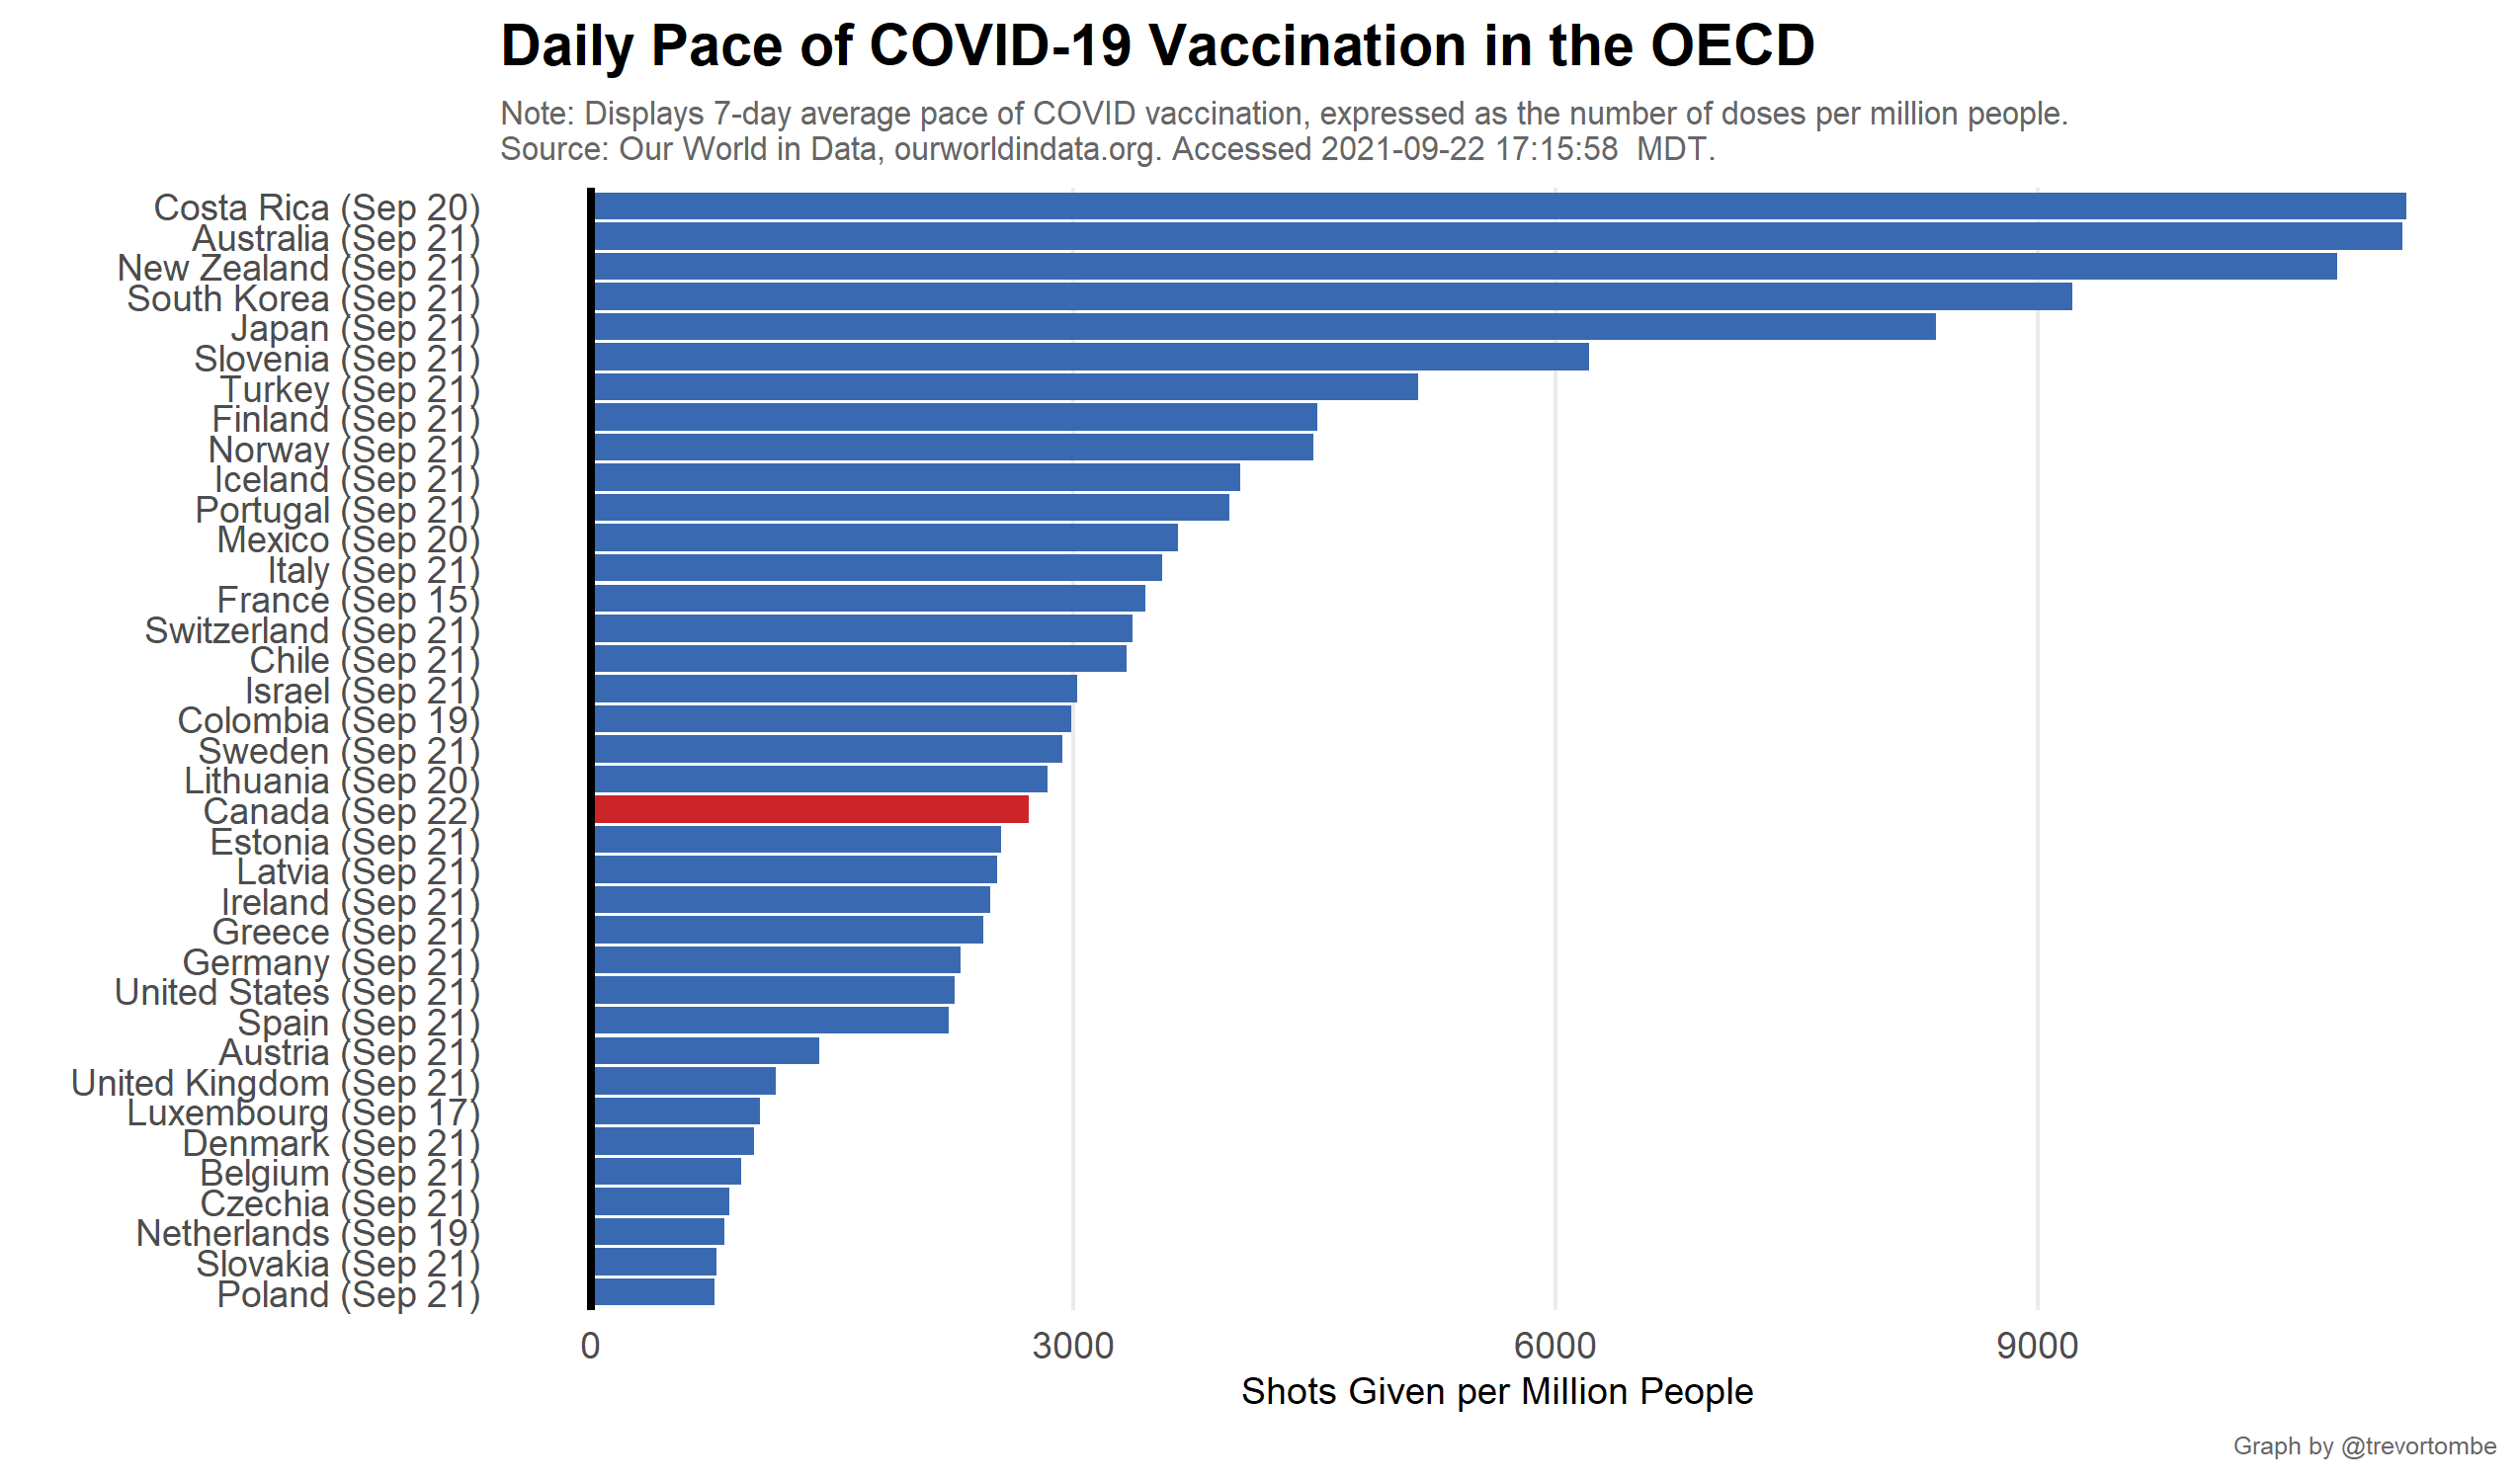 Daily Pace of COVID-19 Vaccination in the OECD
Note: Displays 7-day average pace of COVID vaccination, expressed as the number of doses per million people.
Source: Our World in Data, ourworldindata.org. Accessed 2021-09-22 17:15:58  MDT.
Costa Rica (Sep 20)
Australia (Sep 21)
New Zealand (Sep 21)
South Korea (Sep 21)
Japan (Sep 21)
Slovenia (Sep 21)
Turkey (Sep 21)
Finland (Sep 21)
Norway (Sep 21)
Iceland (Sep 21)
Portugal (Sep 21)
Mexico (Sep 20)
Italy (Sep 21)
France (Sep 15)
Switzerland (Sep 21)
Chile (Sep 21)
Israel (Sep 21)
Colombia (Sep 19)
Sweden (Sep 21)
Lithuania (Sep 20)
Canada (Sep 22)
Estonia (Sep 21)
Latvia (Sep 21)
Ireland (Sep 21)
Greece (Sep 21)
Germany (Sep 21)
United States (Sep 21)
Spain (Sep 21)
Austria (Sep 21)
United Kingdom (Sep 21)
Luxembourg (Sep 17)
Denmark (Sep 21)
Belgium (Sep 21)
Czechia (Sep 21)
Netherlands (Sep 19)
Slovakia (Sep 21)
Poland (Sep 21)
0 3000 6000 9000
Shots Given per Million People
Graph by @trevortombe